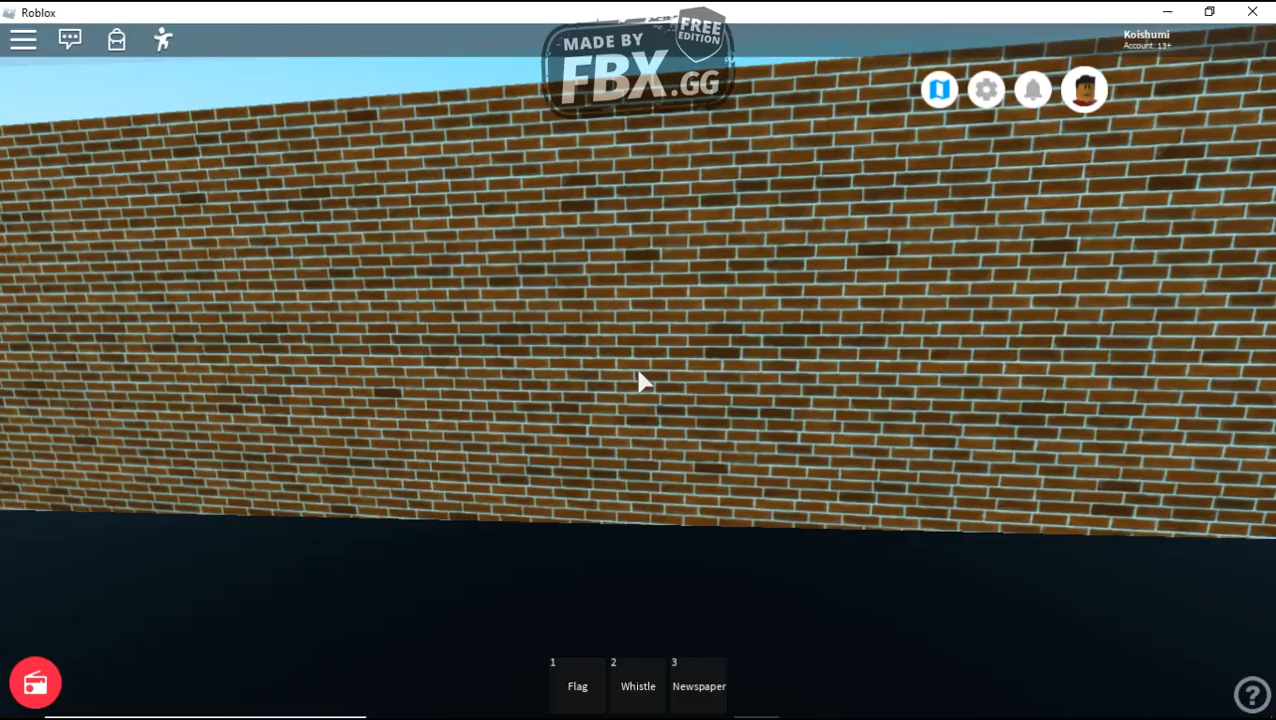 Roblox
MADE BY
FREE
EDITION
FBX.GG
Koishumi
Account: 13+
1
2
3
Flag
Whistle
Newspaper
?